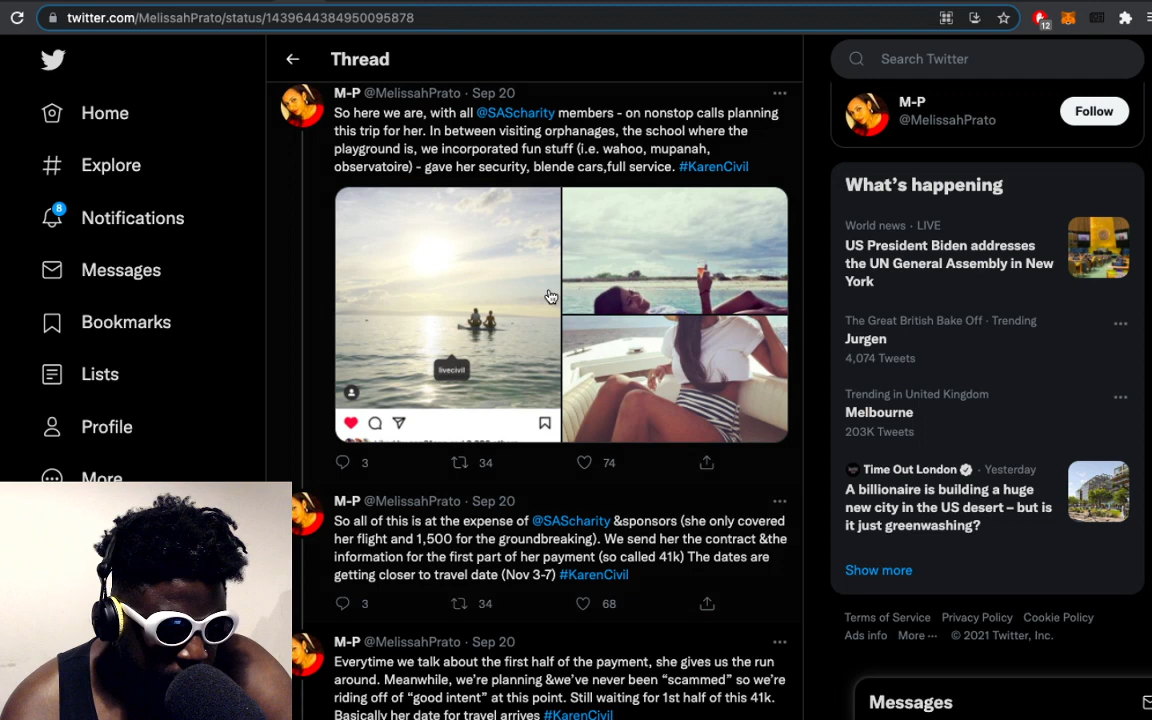 twitter.com/MelissahPrato/status/1439644384950095878
12
Home
Explore
8
Notifications
Messages
Bookmarks
Lists
Profile
More
Thread
M-P @MelissahPrato · Sep 20
So here we are, with all @SAScharity members - on nonstop calls planning
this trip for her. In between visiting orphanages, the school where the
playground is, we incorporated fun stuff (i.e. wahoo, mupanah,
observatoire) - gave her security, blende cars,full service. #KarenCivil
livecivil
3 34 74
M-P @MelissahPrato · Sep 20
So all of this is at the expense of @SAScharity &sponsors (she only covered
her flight and 1,500 for the groundbreaking). We send her the contract &the
information for the first part of her payment (so called 41k) The dates are
getting closer to travel date (Nov 3-7) #KarenCivil
3 34 68
M-P @MelissahPrato · Sep 20
Everytime we talk about the first half of the payment, she gives us the run
around. Meanwhile, we're planning &we've never been "scammed" so we're
riding off of "good intent" at this point. Still waiting for 1st half of this 41k.
Basically her date for travel arrives #KarenCivil
Search Twitter
M-P
@MelissahPrato
Follow
What's happening
World news · LIVE
US President Biden addresses
the UN General Assembly in New
York
The Great British Bake Off · Trending
Jurgen
4,074 Tweets
Trending in United Kingdom
Melbourne
203K Tweets
Time Out London · Yesterday
A billionaire is building a huge
new city in the US desert – but is
it just greenwashing?
Show more
Terms of Service Privacy Policy Cookie Policy
Ads info More ··· © 2021 Twitter, Inc.
Messages